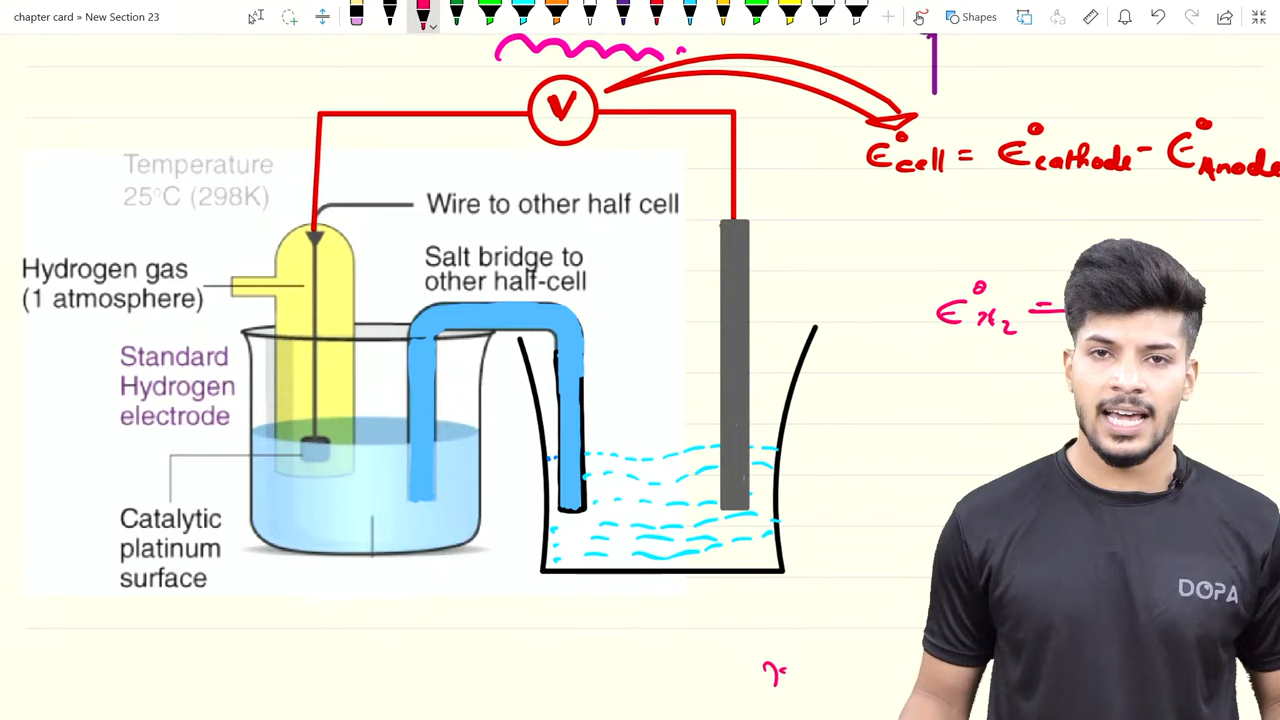 chapter card » New Section 23
Shapes
V
Ɛ°cell = Ɛ°cathode - Ɛ°Anode
Temperature
25°C (298K)
Wire to other half cell
Salt bridge to
other half-cell
Hydrogen gas
(1 atmosphere)
Standard
Hydrogen
electrode
Catalytic
platinum
surface
DOPA